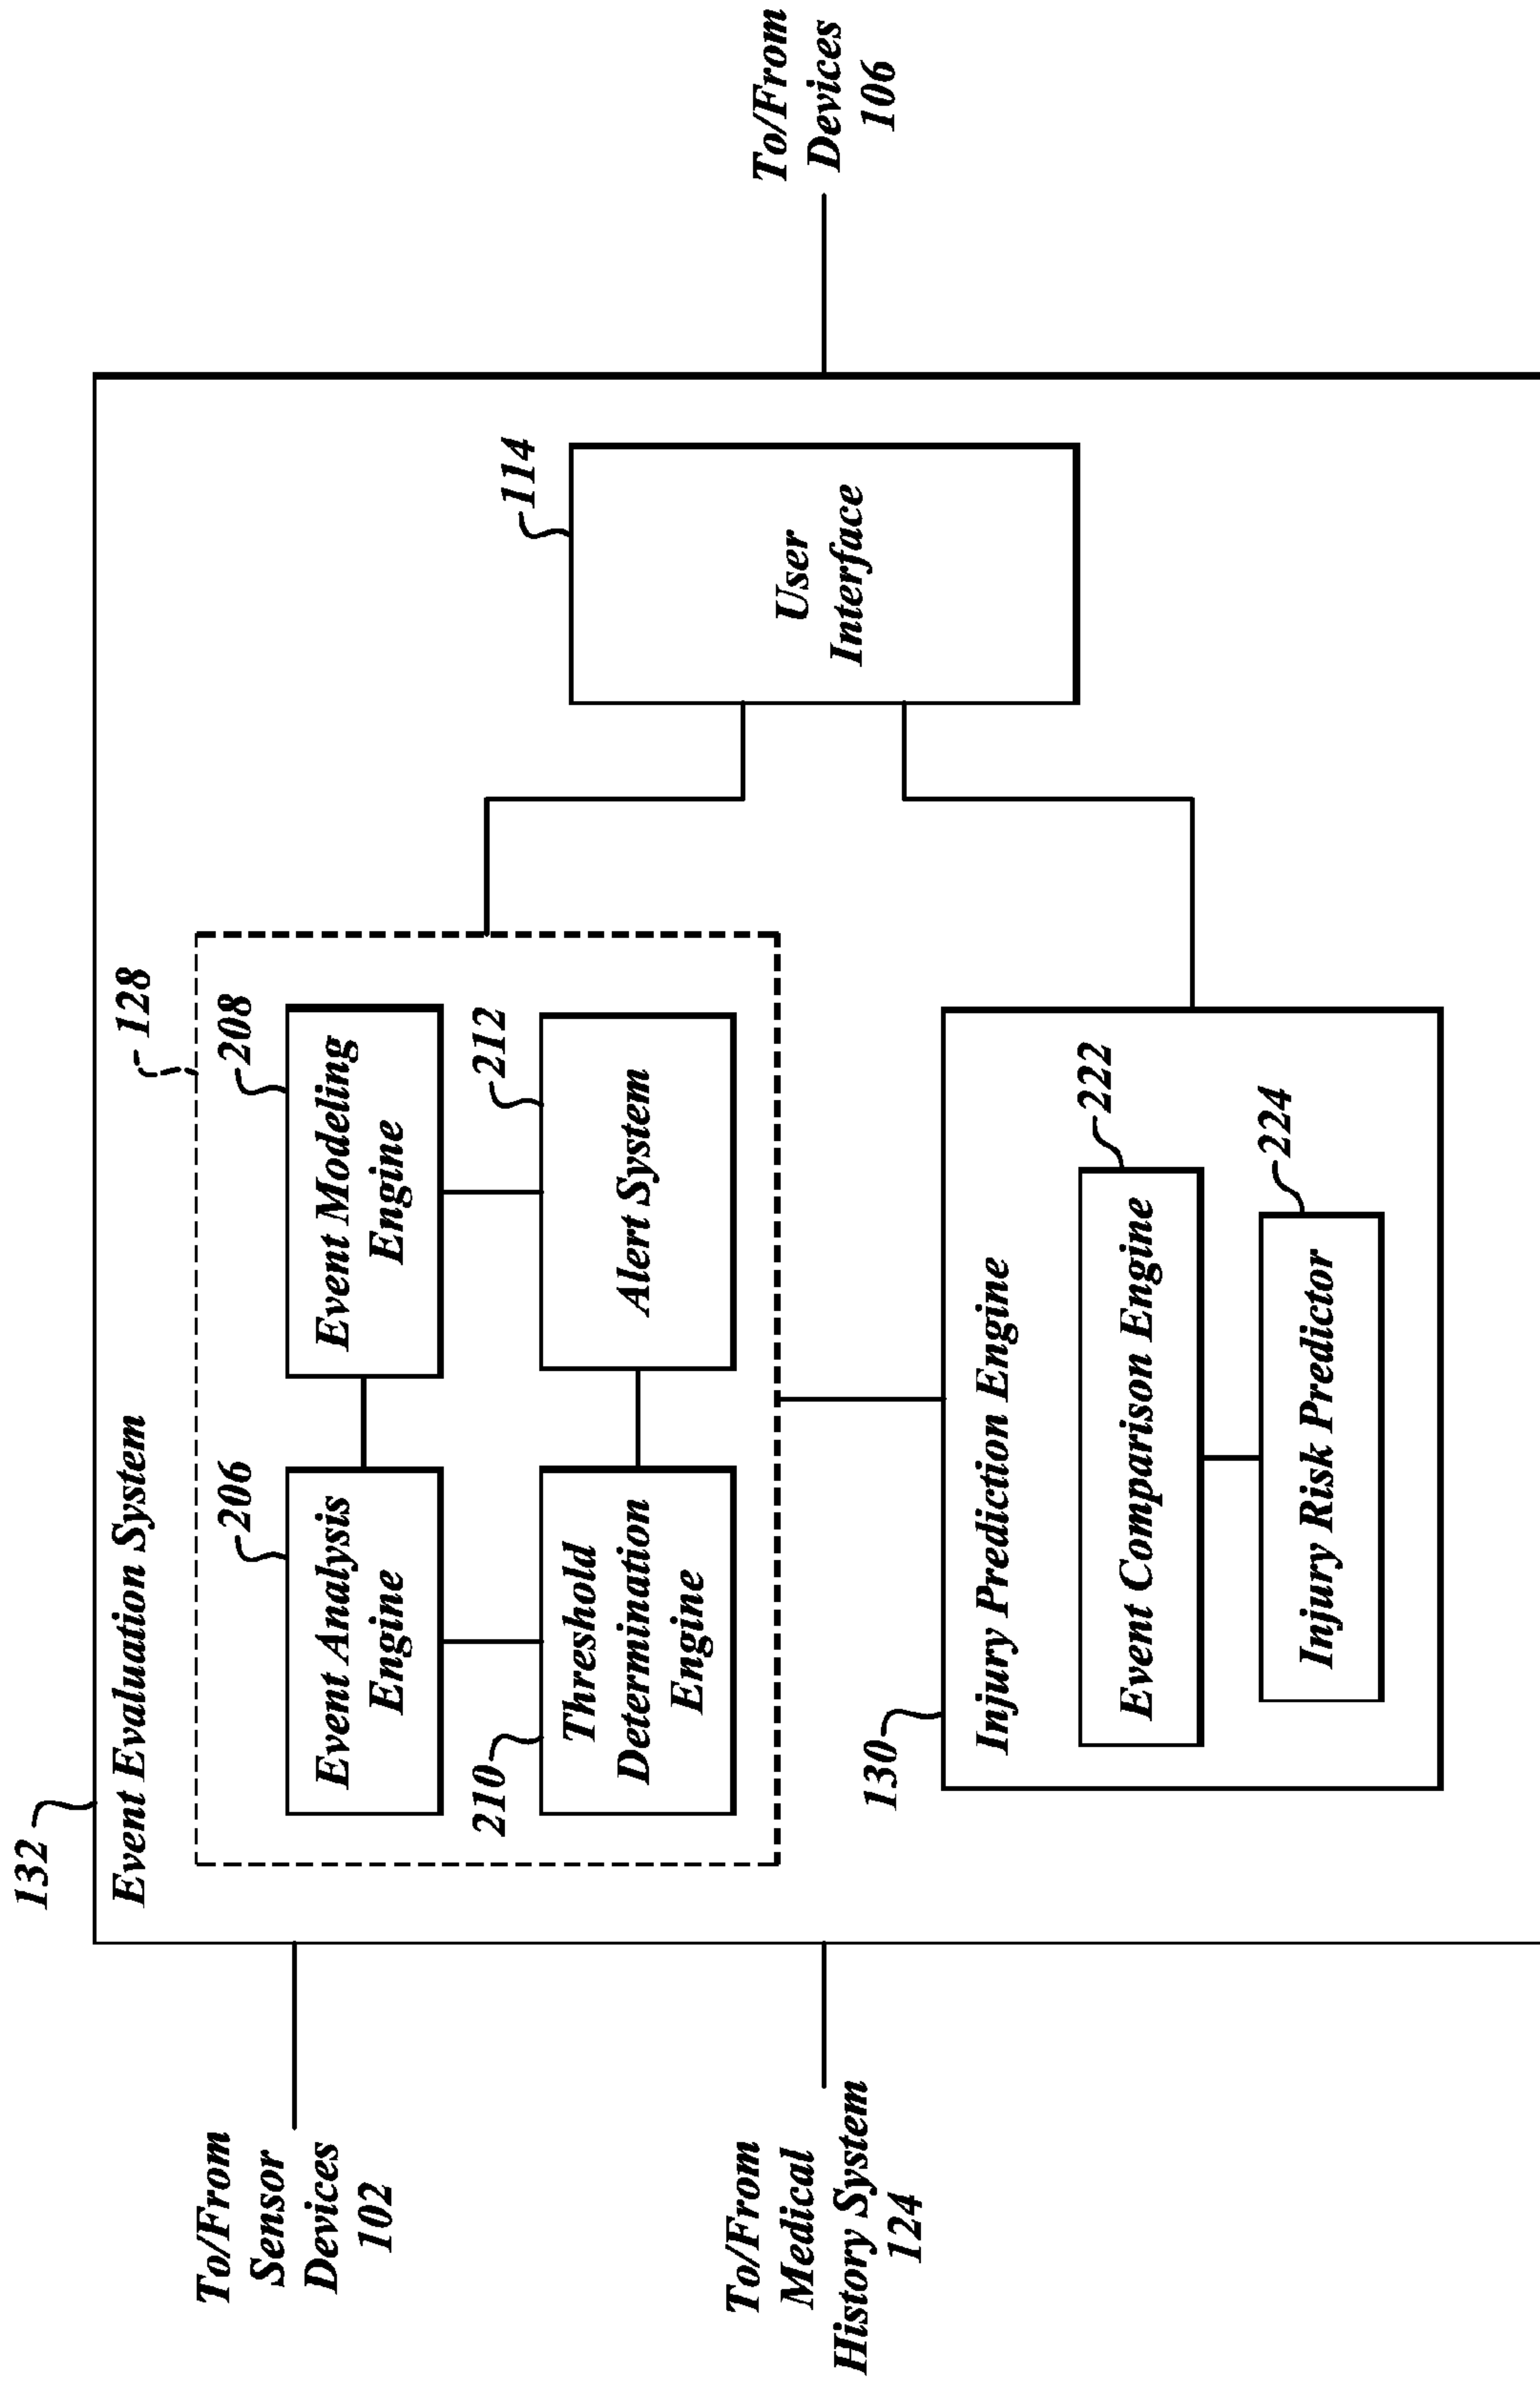 132
Event Evaluation System
128
206
208
Event Analysis
Engine
Event Modeling
Engine
210
212
Threshold
Determination
Engine
Alert System
130
Injury Prediction Engine
222
Event Comparison Engine
224
Injury Risk Predictor
114
User
Interface
To/From
Sensor
Devices
102
To/From
Medical
History System
124
To/From
Devices
106